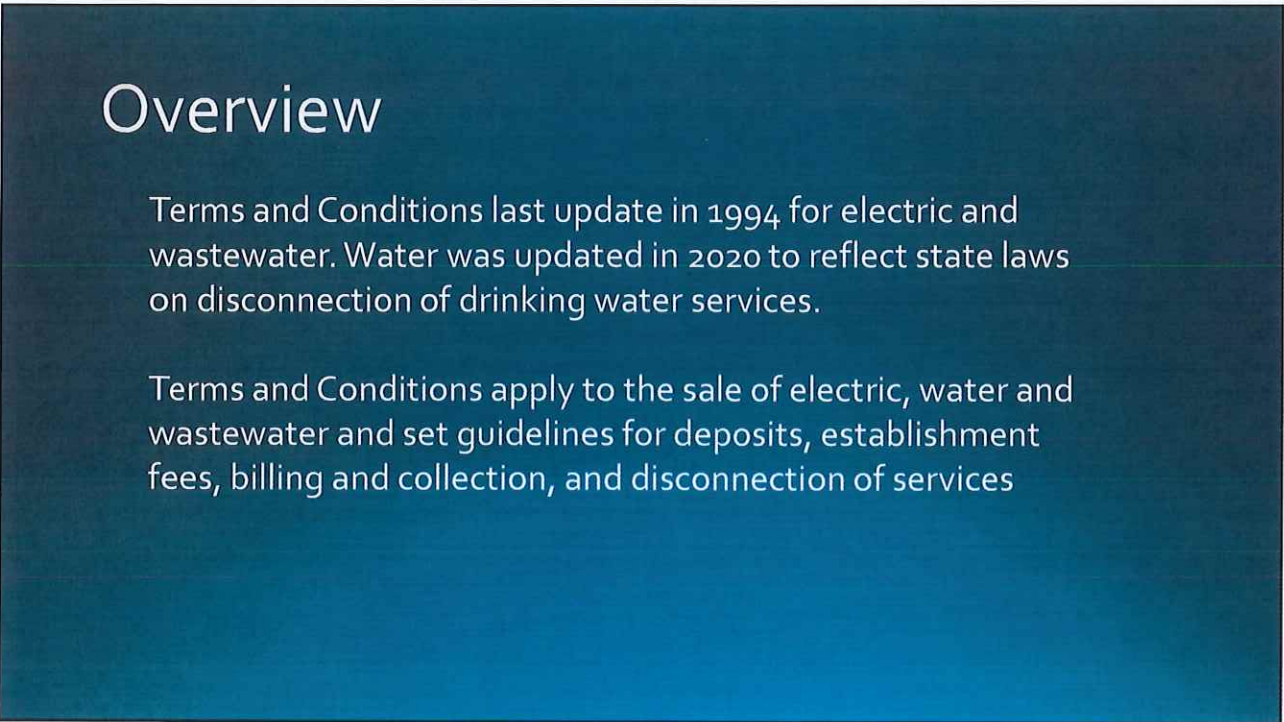 Overview
Terms and Conditions last update in 1994 for electric and
wastewater. Water was updated in 2020 to reflect state laws
on disconnection of drinking water services.
Terms and Conditions apply to the sale of electric, water and
wastewater and set guidelines for deposits, establishment
fees, billing and collection, and disconnection of services